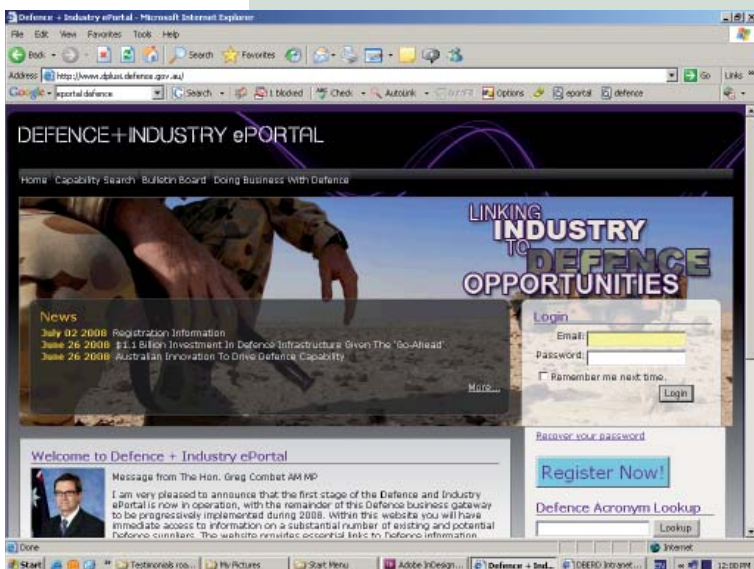 Defence + Industry ePortal - Microsoft Internet Explorer
File Edit View Favorites Tools Help
Back Search Favorites
Address http://www.dplusi.defence.gov.au/ Go Links
Google eportal defence Search blocked Check AutoLink Options eportal defence
DEFENCE+INDUSTRY ePORTAL
Home Capability Search Bulletin Board Doing Business With Defence
LINKING
INDUSTRY
TO DEFENCE
OPPORTUNITIES
News
July 02 2008 Registration Information
June 26 2008 $1.1 Billion Investment In Defence Infrastructure Given The 'Go-Ahead'
June 26 2008 Australian Innovation To Drive Defence Capability
More...
Login
Email:
Password:
Remember me next time.
Login
Recover your password
Register Now!
Defence Acronym Lookup
Lookup
Welcome to Defence + Industry ePortal
Message from The Hon. Greg Combet AM MP
I am very pleased to announce that the first stage of the Defence and Industry
ePortal is now in operation, with the remainder of this Defence business gateway
to be progressively implemented during 2008. Within this website you will have
immediate access to information on a substantial number of existing and potential
Defence suppliers. The website provides essential links to Defence information
Done Internet
Start Testimonials roa... My Pictures Start Menu Adobe InDesign... Defence + Ind... DBERD Intranet... 12:00 PM